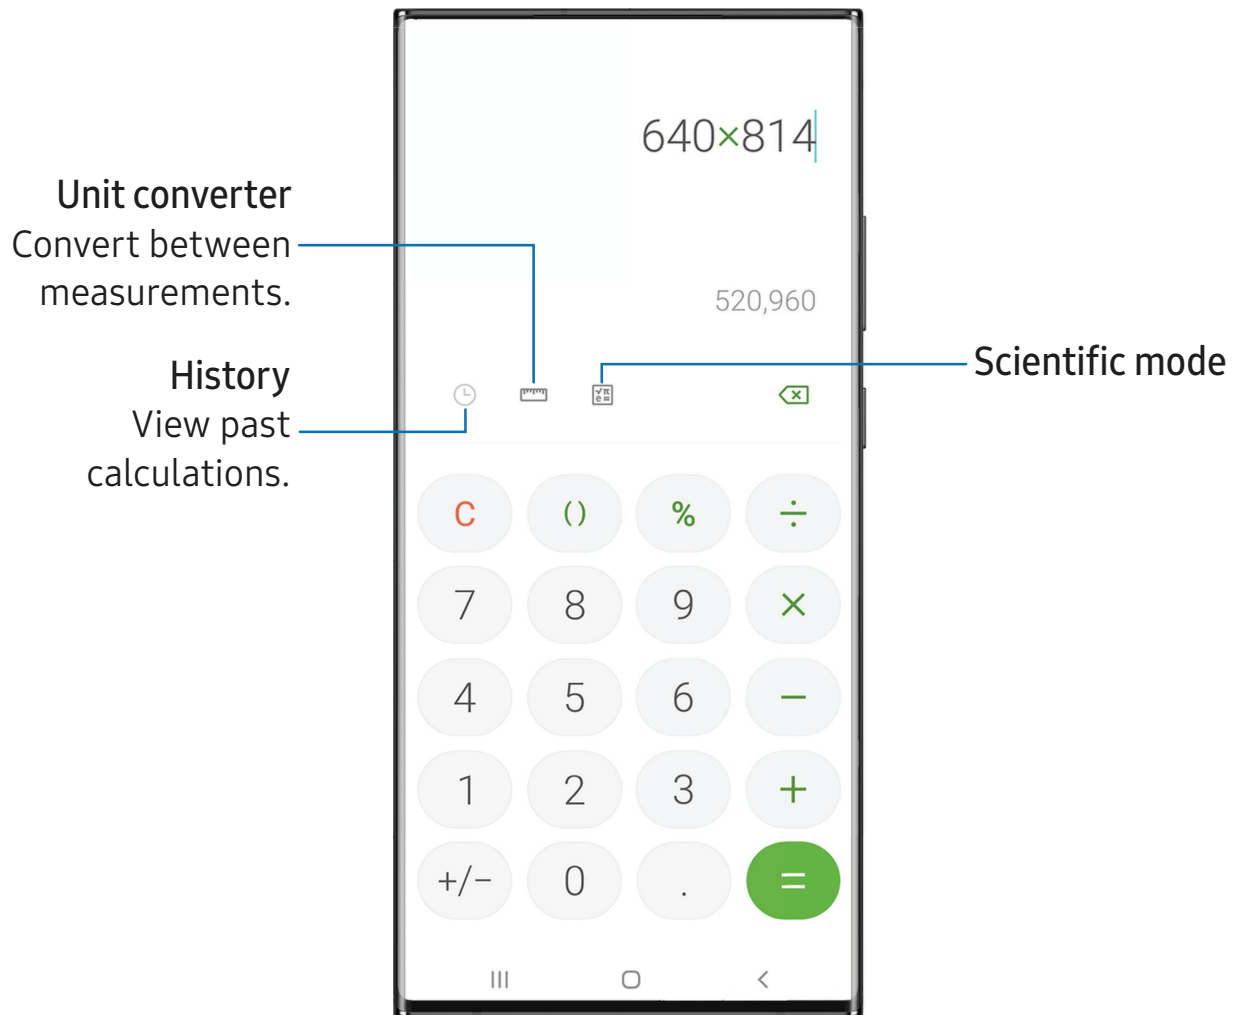 640×814
Unit converter
Convert between
measurements.
520,960
Scientific mode
History
View past
calculations.
√π
e=
C
()
%
÷
7
8
9
×
4
5
6
−
1
2
3
+
+/−
0
.
=